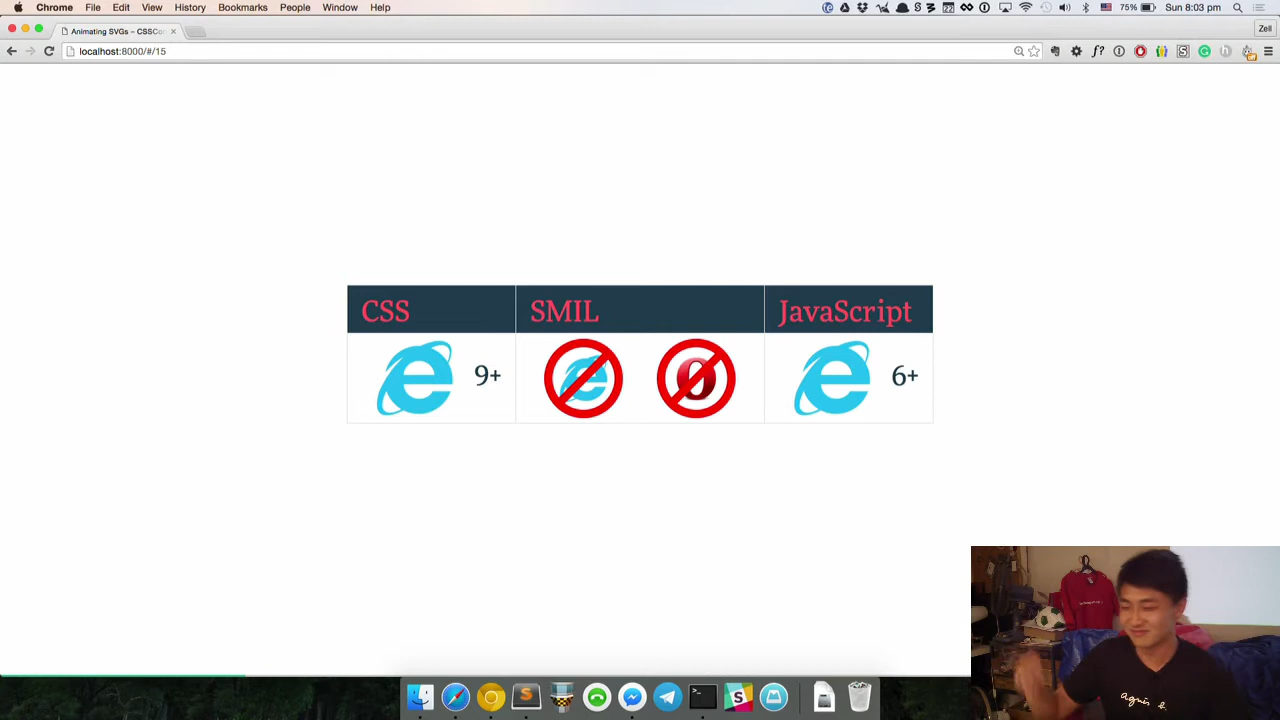 Chrome File Edit View History Bookmarks People Window Help 75% Sun 8:03 pm
Animating SVGs – CSSCo
Zell
localhost:8000/#/15
CSS SMIL JavaScript
9+ 6+
agnès b.